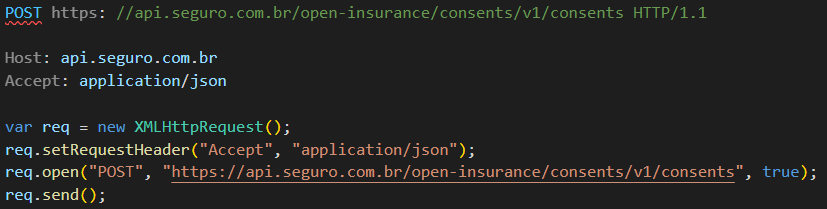 POST https: //api.seguro.com.br/open-insurance/consents/v1/consents HTTP/1.1
Host: api.seguro.com.br
Accept: application/json
var req = new XMLHttpRequest();
req.setRequestHeader("Accept", "application/json");
req.open("POST", "https://api.seguro.com.br/open-insurance/consents/v1/consents", true);
req.send();